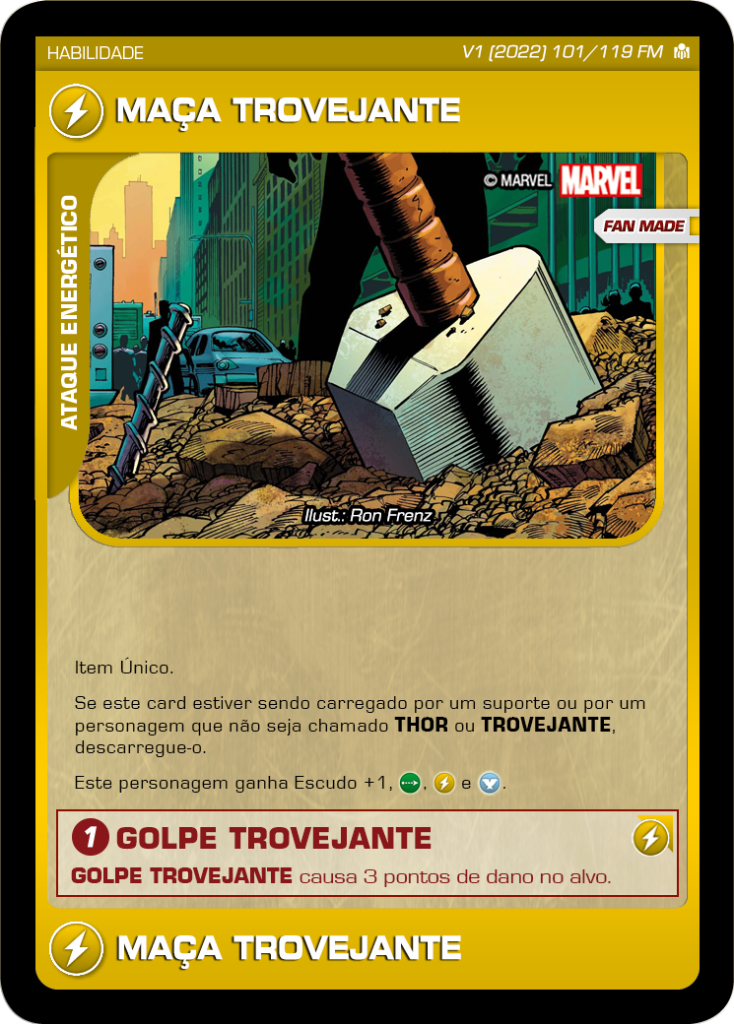 HABILIDADE
V1 (2022) 101/119 FM
MAÇA TROVEJANTE
© MARVEL MARVEL
FAN MADE
ATAQUE ENERGÉTICO
Ilust.: Ron Frenz
Item Único.
Se este card estiver sendo carregado por um suporte ou por um
personagem que não seja chamado THOR ou TROVEJANTE,
descarregue-o.
Este personagem ganha Escudo +1, , e .
1 GOLPE TROVEJANTE
GOLPE TROVEJANTE causa 3 pontos de dano no alvo.
MAÇA TROVEJANTE